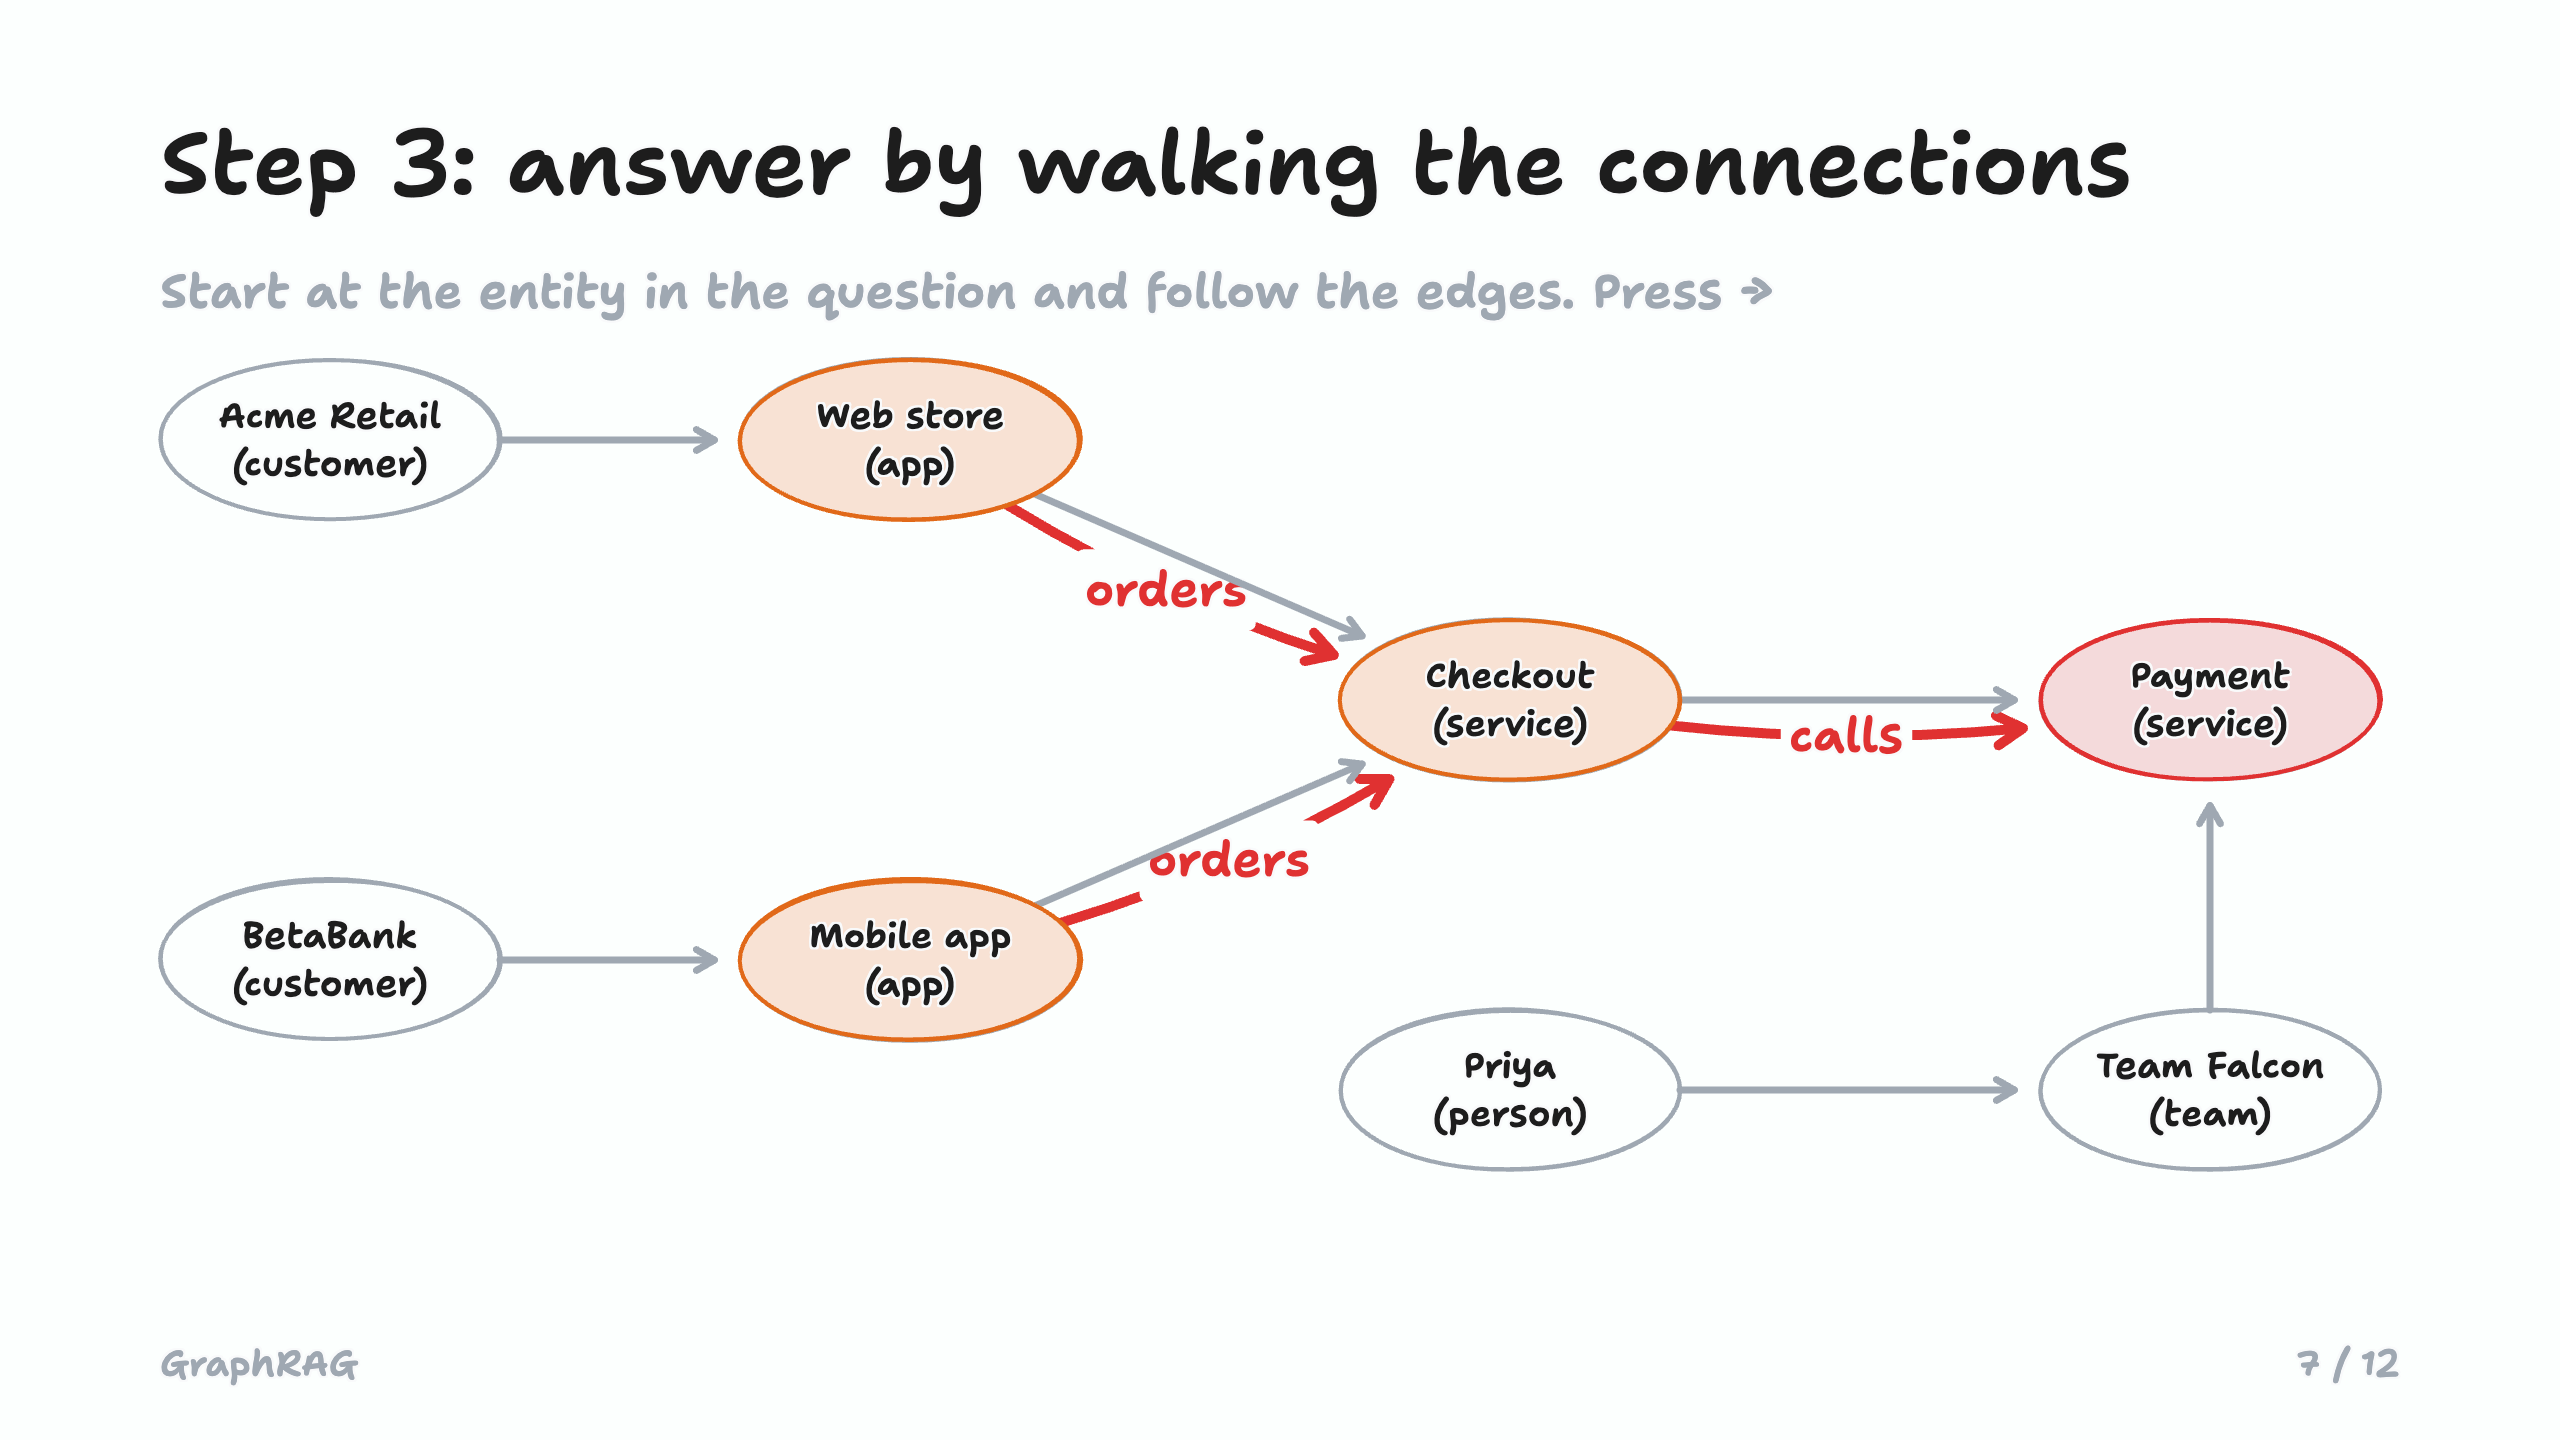 Step 3: answer by walking the connections
Start at the entity in the question and follow the edges. Press →
Acme Retail
(customer)
Web store
(app)
orders
Checkout
(service)
calls
Payment
(service)
orders
BetaBank
(customer)
Mobile app
(app)
Priya
(person)
Team Falcon
(team)
GraphRAG
7 / 12